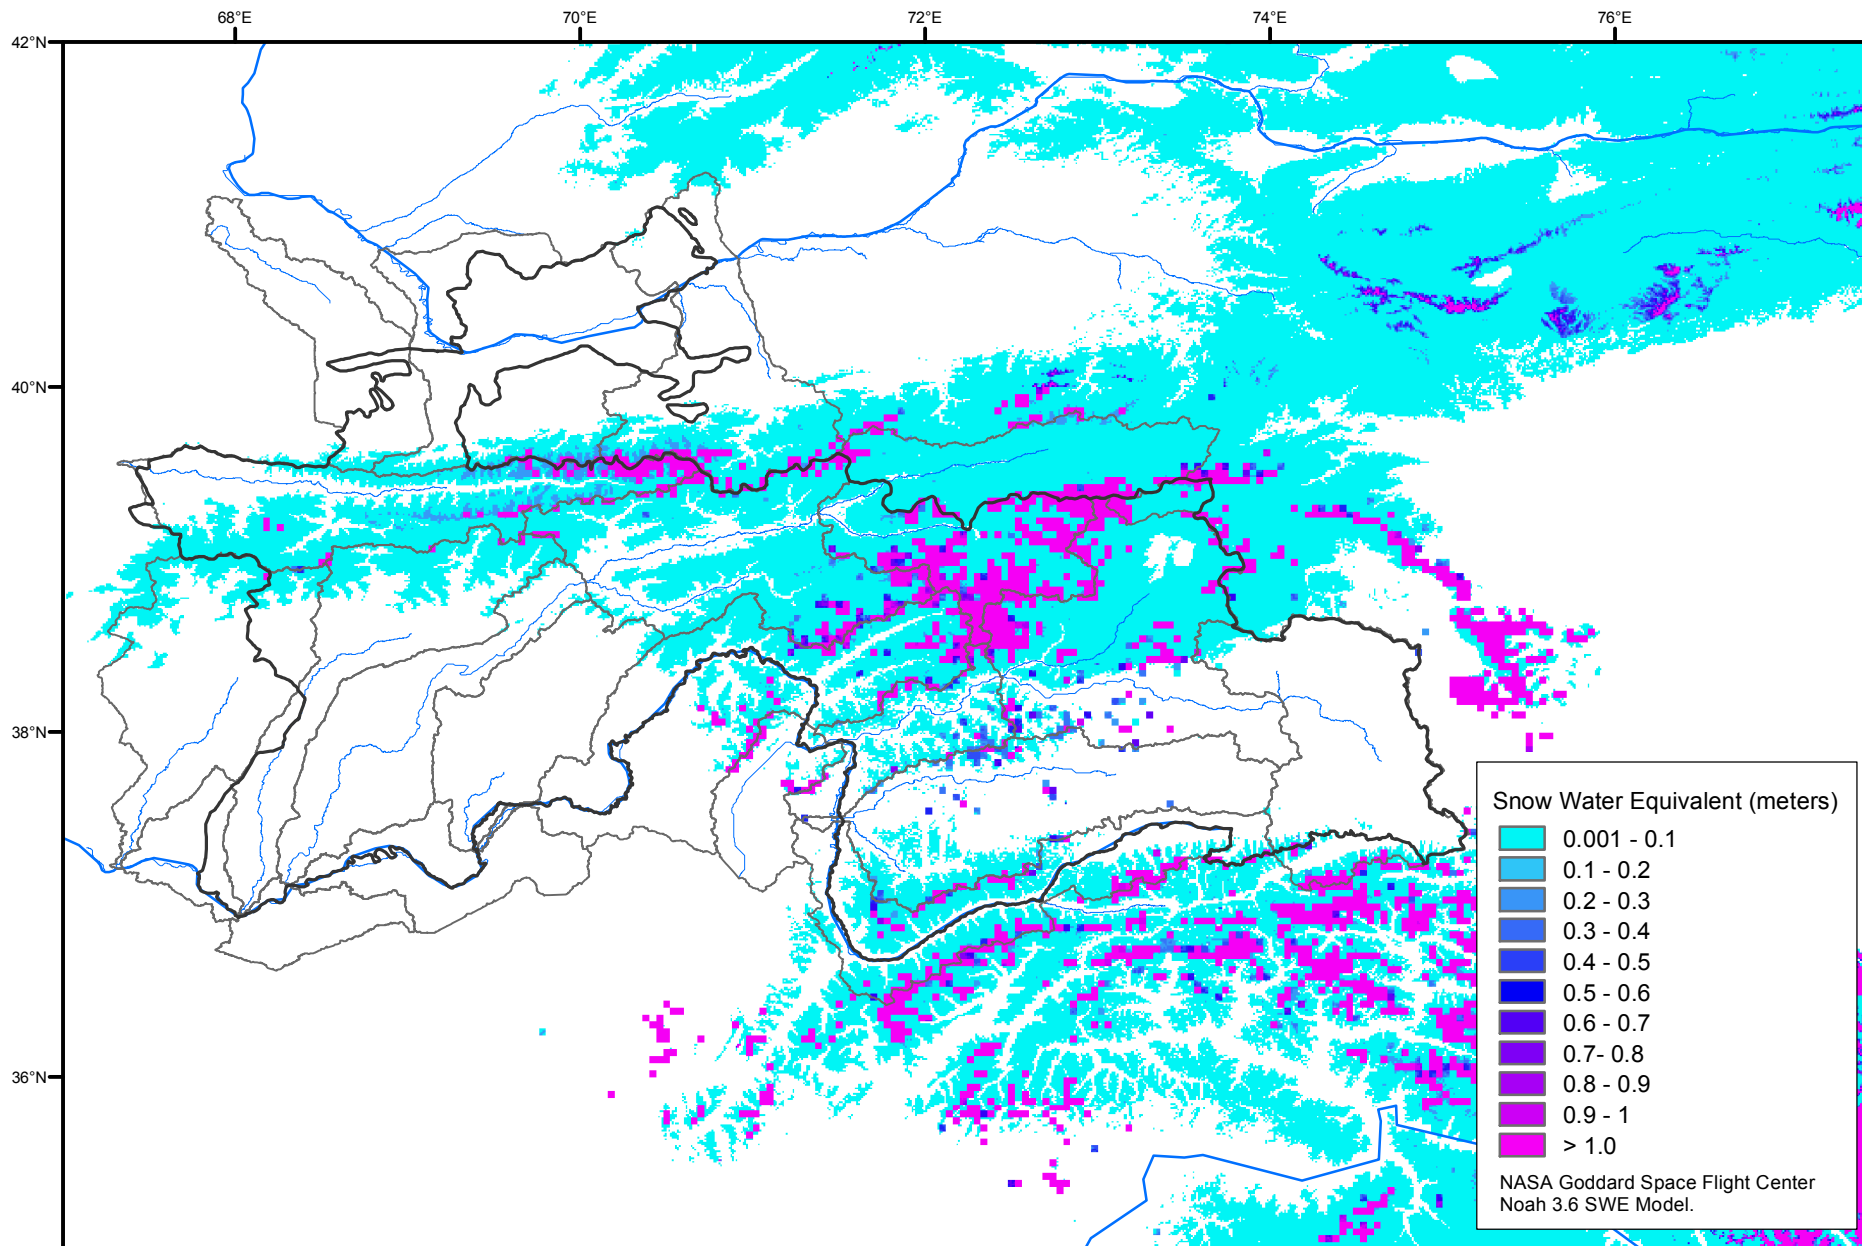 68°E 70°E 72°E 74°E 76°E
42°N
40°N
38°N
36°N
Snow Water Equivalent (meters)
0.001 - 0.1
0.1 - 0.2
0.2 - 0.3
0.3 - 0.4
0.4 - 0.5
0.5 - 0.6
0.6 - 0.7
0.7- 0.8
0.8 - 0.9
0.9 - 1
> 1.0
NASA Goddard Space Flight Center
Noah 3.6 SWE Model.